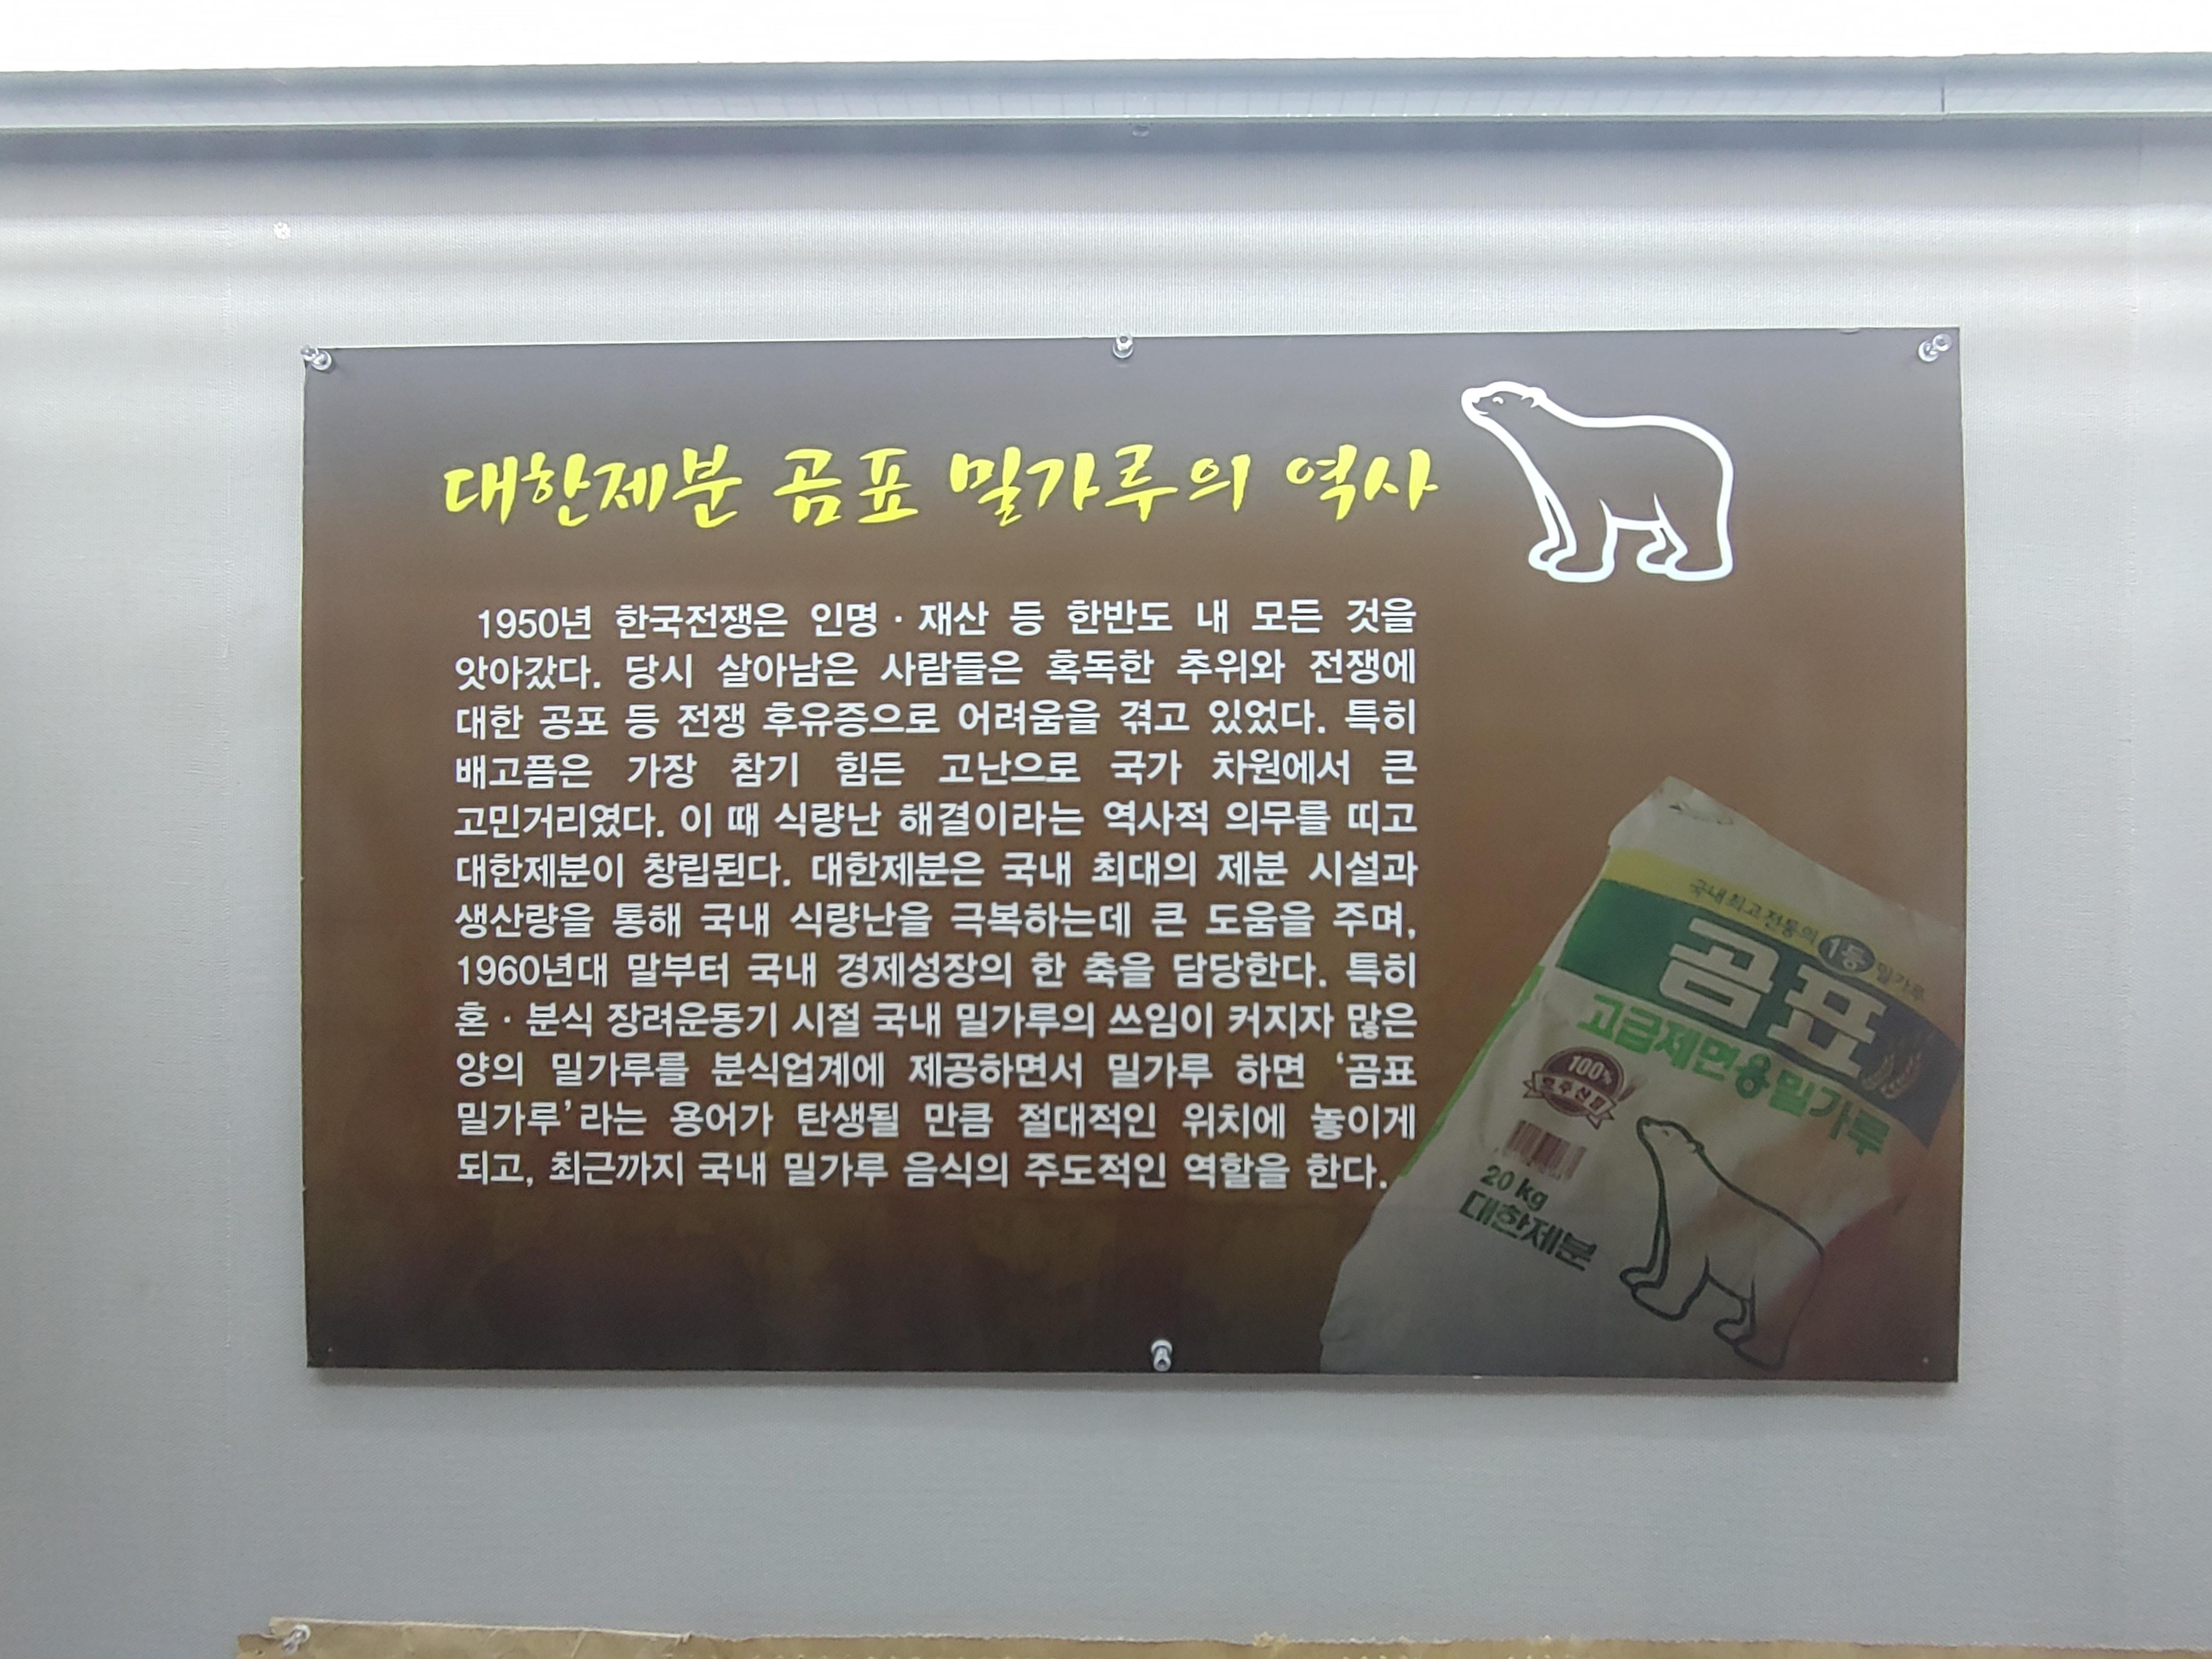 대한제분 곰표 밀가루의 역사
1950년 한국전쟁은 인명 · 재산 등 한반도 내 모든 것을
앗아갔다. 당시 살아남은 사람들은 혹독한 추위와 전쟁에
대한 공포 등 전쟁 후유증으로 어려움을 겪고 있었다. 특히
배고픔은 가장 참기 힘든 고난으로 국가 차원에서 큰
고민거리였다. 이 때 식량난 해결이라는 역사적 의무를 띠고
대한제분이 창립된다. 대한제분은 국내 최대의 제분 시설과
생산량을 통해 국내 식량난을 극복하는데 큰 도움을 주며,
1960년대 말부터 국내 경제성장의 한 축을 담당한다. 특히
혼 · 분식 장려운동기 시절 국내 밀가루의 쓰임이 커지자 많은
양의 밀가루를 분식업계에 제공하면서 밀가루 하면 ‘곰표
밀가루’라는 용어가 탄생될 만큼 절대적인 위치에 놓이게
되고, 최근까지 국내 밀가루 음식의 주도적인 역할을 한다.
국내최고전통의 1등 밀가루
곰표
고급제면용밀가루
100%
호주산밀
20 kg
대한제분